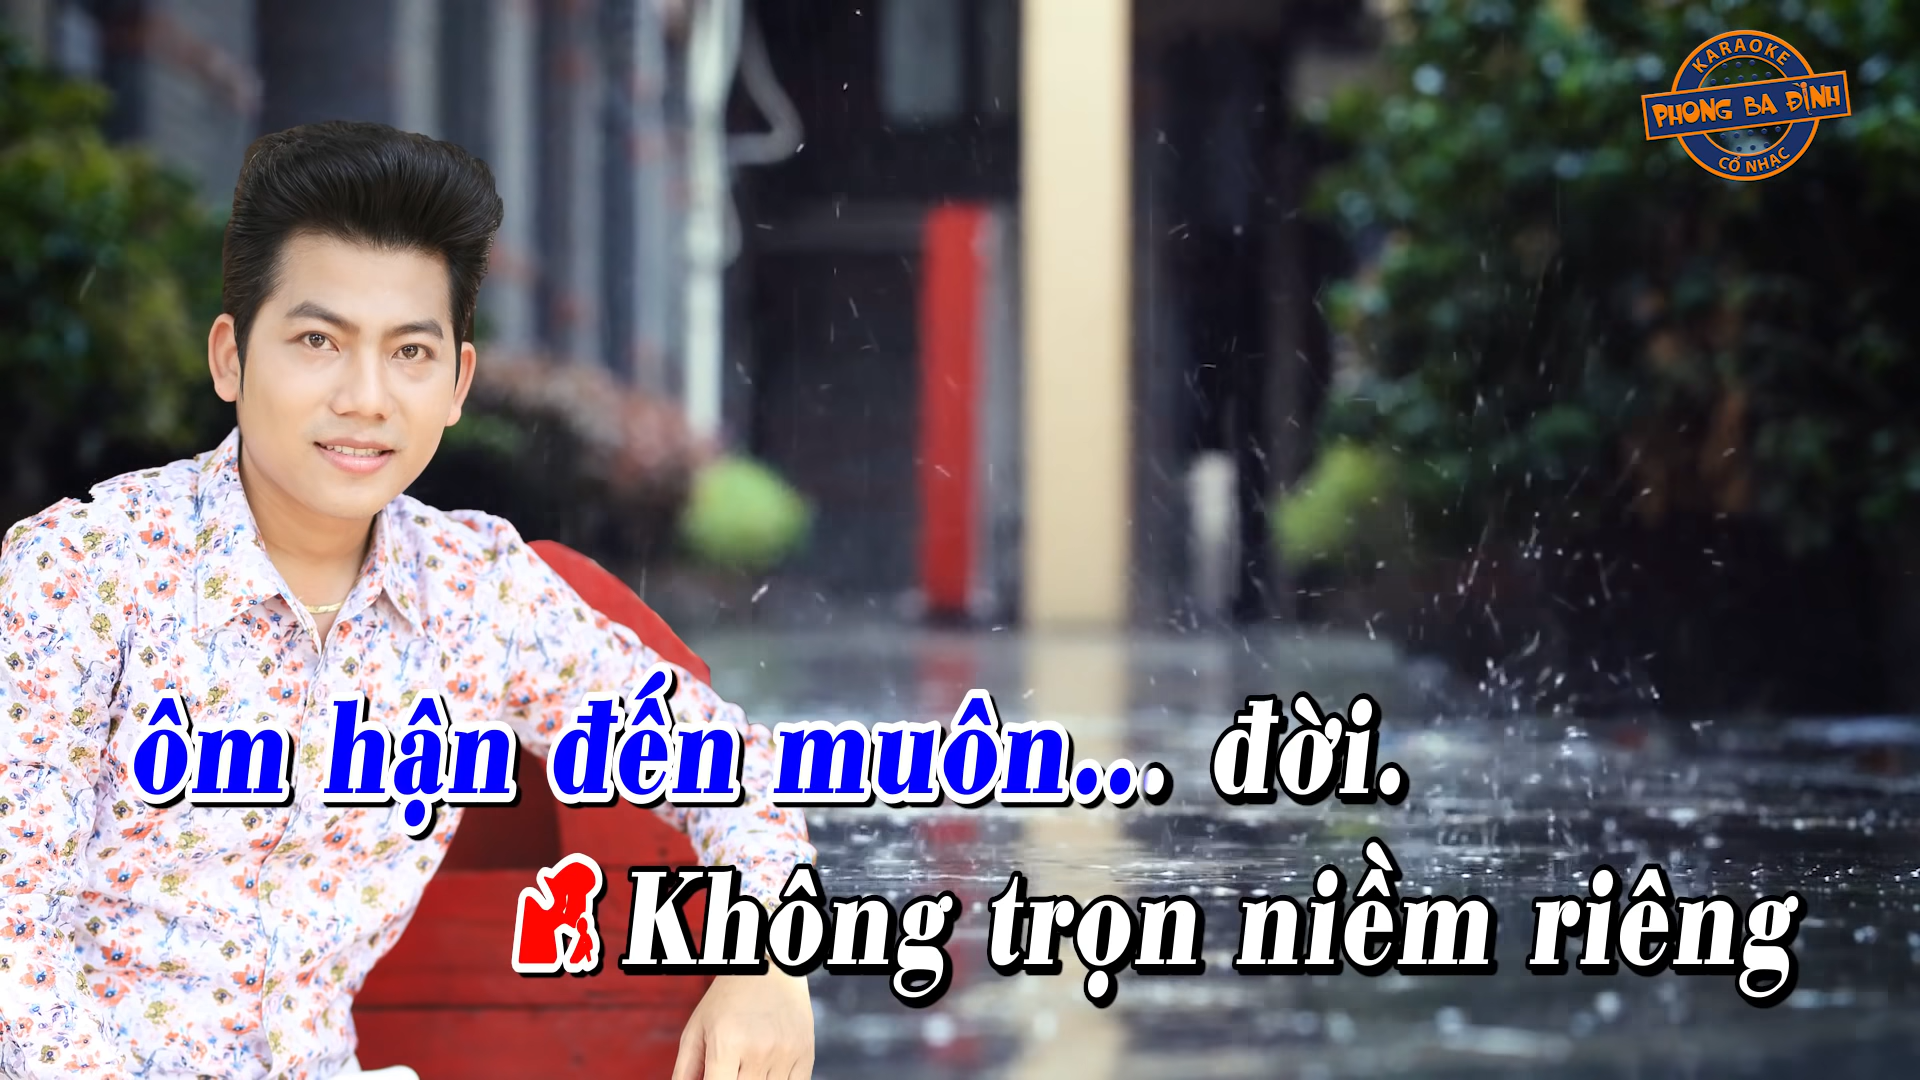 KARAOKE
PHONG BA ĐÌNH
CỔ NHẠC
ôm hận đến muôn... đời.
Không trọn niềm riêng